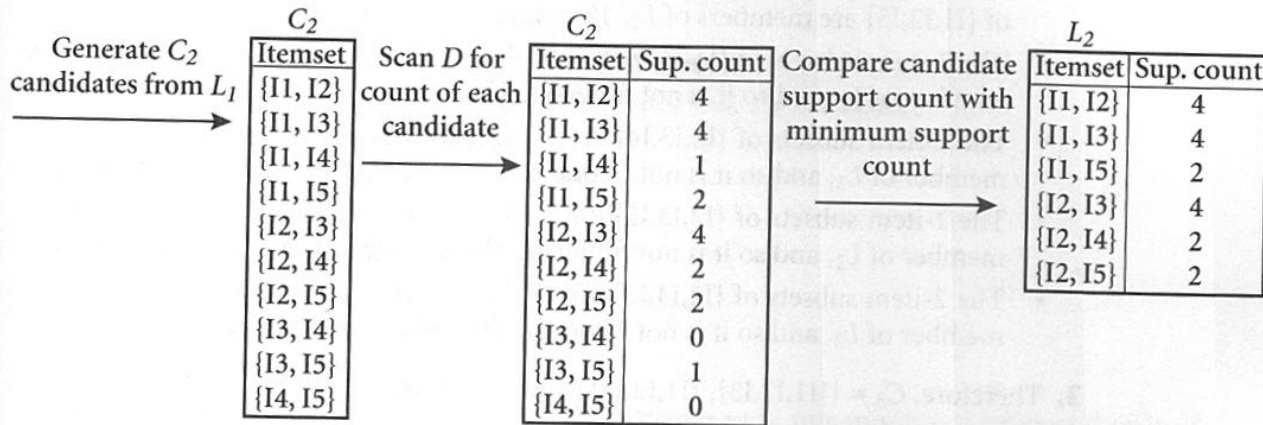 Generate C₂
candidates from L₁
C₂
Itemset
{I1, I2}
{I1, I3}
{I1, I4}
{I1, I5}
{I2, I3}
{I2, I4}
{I2, I5}
{I3, I4}
{I3, I5}
{I4, I5}
Scan D for
count of each
candidate
C₂
Itemset Sup. count
{I1, I2} 4
{I1, I3} 4
{I1, I4} 1
{I1, I5} 2
{I2, I3} 4
{I2, I4} 2
{I2, I5} 2
{I3, I4} 0
{I3, I5} 1
{I4, I5} 0
Compare candidate
support count with
minimum support
count
L₂
Itemset Sup. count
{I1, I2} 4
{I1, I3} 4
{I1, I5} 2
{I2, I3} 4
{I2, I4} 2
{I2, I5} 2